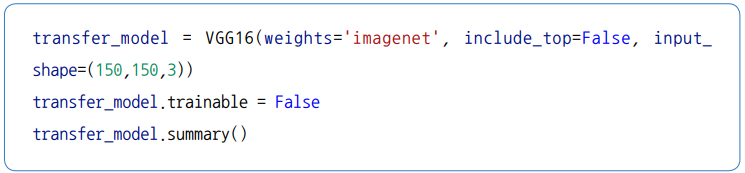 transfer_model = VGG16(weights='imagenet', include_top=False, input_
shape=(150,150,3))
transfer_model.trainable = False
transfer_model.summary()